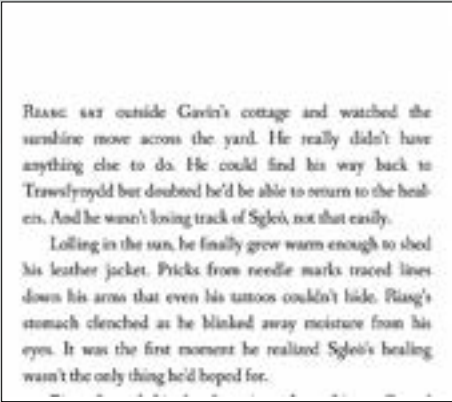 RIASG SAT outside Gavin's cottage and watched the
sunshine move across the yard. He really didn't have
anything else to do. He could find his way back to
Trawsfynydd but doubted he'd be able to return to the heal-
ers. And he wasn't losing track of Sgleò, not that easily.
Lolling in the sun, he finally grew warm enough to shed
his leather jacket. Pricks from needle marks traced lines
down his arms that even his tattoos couldn't hide. Riasg's
stomach clenched as he blinked away moisture from his
eyes. It was the first moment he realized Sgleò's healing
wasn't the only thing he'd hoped for.